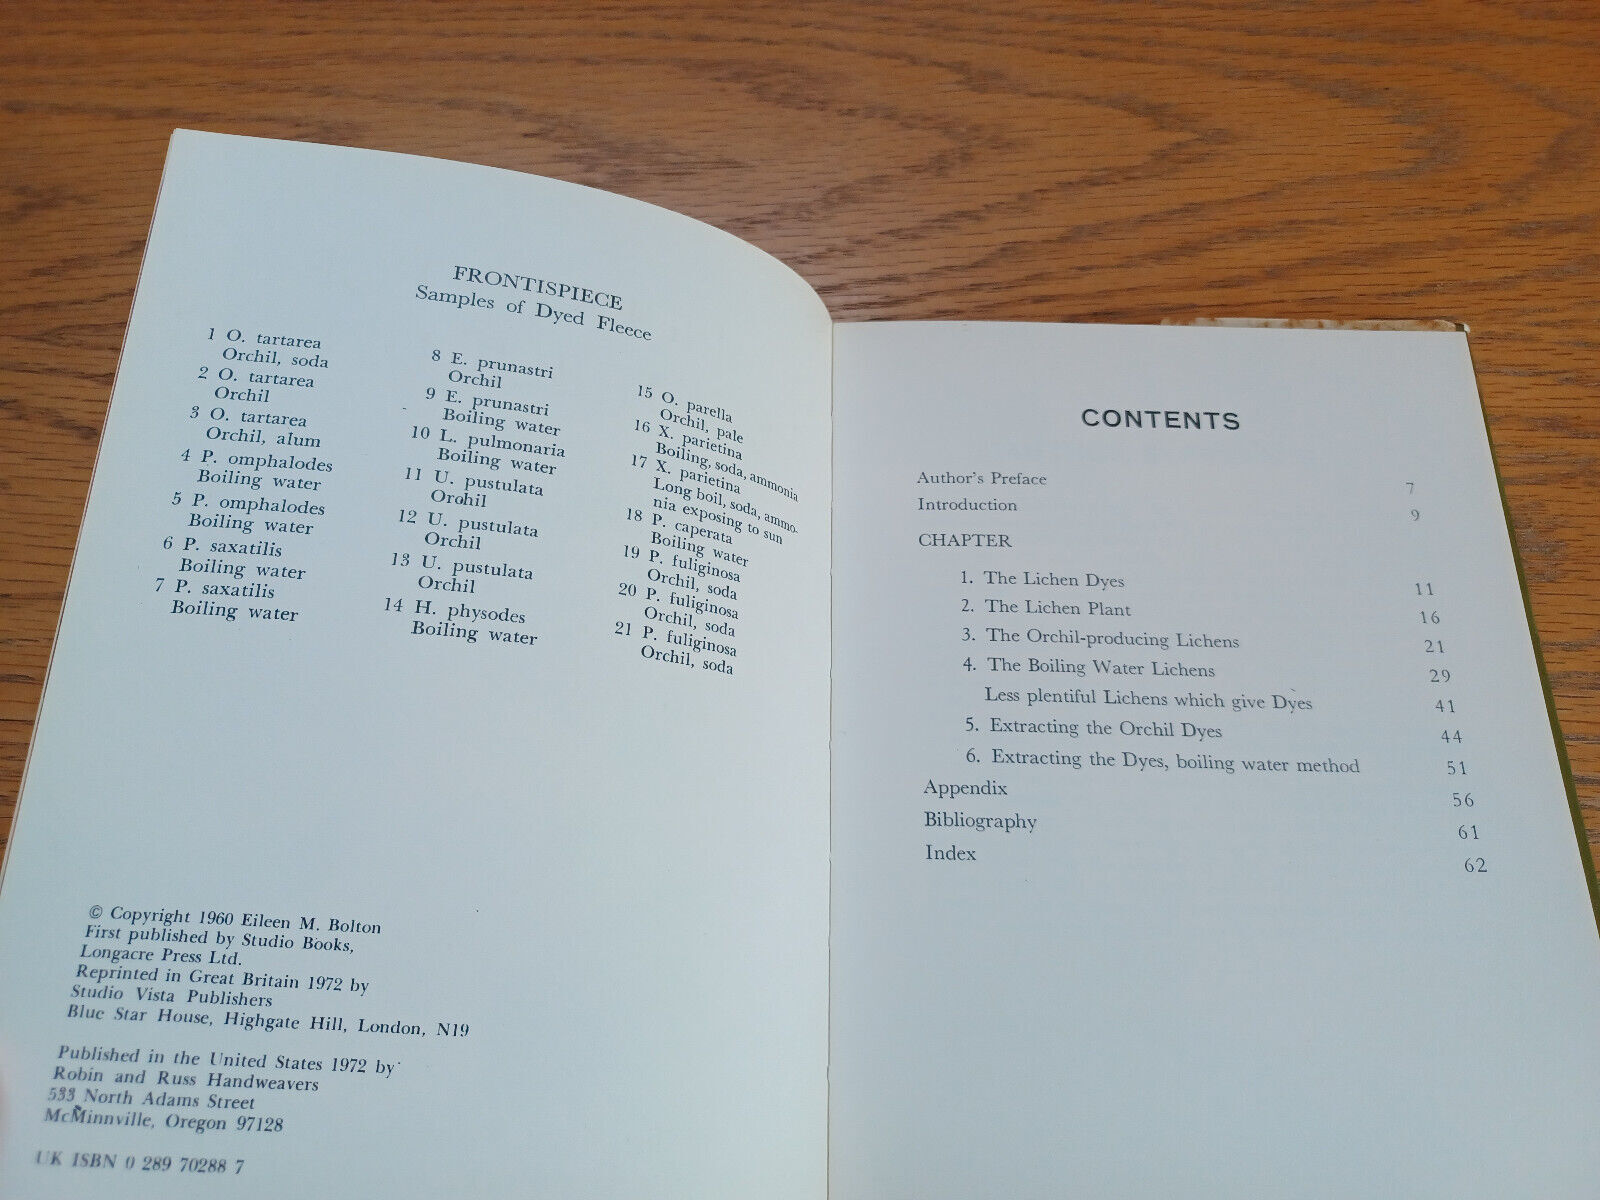 FRONTISPIECE
Samples of Dyed Fleece
1 O. tartarea
Orchil, soda
2 O. tartarea
Orchil
3 O. tartarea
Orchil, alum
4 P. omphalodes
Boiling water
5 P. omphalodes
Boiling water
6 P. saxatilis
Boiling water
7 P. saxatilis
Boiling water
8 E. prunastri
Orchil
9 E. prunastri
Boiling water
10 L. pulmonaria
Boiling water
11 U. pustulata
Orchil
12 U. pustulata
Orchil
13 U. pustulata
Orchil
14 H. physodes
Boiling water
15 O. parella
Orchil, pale
16 X. parietina
Boiling, soda, ammonia
17 X. parietina
Long boil, soda, ammo-
nia exposing to sun
18 P. caperata
Boiling water
19 P. fuliginosa
Orchil, soda
20 P. fuliginosa
Orchil, soda
21 P. fuliginosa
Orchil, soda
© Copyright 1960 Eileen M. Bolton
First published by Studio Books,
Longacre Press Ltd.
Reprinted in Great Britain 1972 by
Studio Vista Publishers
Blue Star House, Highgate Hill, London, N19
Published in the United States 1972 by
Robin and Russ Handweavers
533 North Adams Street
McMinnville, Oregon 97128
UK ISBN 0 289 70288 7
CONTENTS
Author's Preface 7
Introduction 9
CHAPTER
1. The Lichen Dyes 11
2. The Lichen Plant 16
3. The Orchil-producing Lichens 21
4. The Boiling Water Lichens 29
Less plentiful Lichens which give Dyes 41
5. Extracting the Orchil Dyes 44
6. Extracting the Dyes, boiling water method 51
Appendix 56
Bibliography 61
Index 62